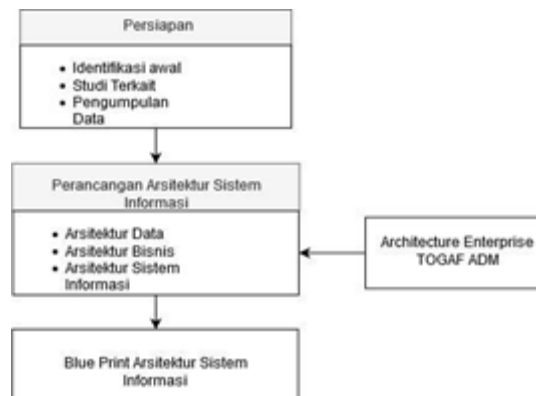 Persiapan
Identifikasi awal
Studi Terkait
Pengumpulan
Data
Perancangan Arsitektur Sistem
Informasi
Arsitektur Data
Arsitektur Bisnis
Arsitektur Sistem
Informasi
Architecture Enterprise
TOGAF ADM
Blue Print Arsitektur Sistem
Informasi